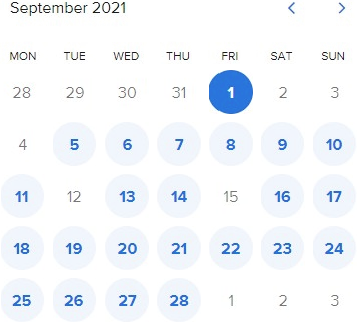 September 2021
MON TUE WED THU FRI SAT SUN
28 29 30 31 1 2 3
4 5 6 7 8 9 10
11 12 13 14 15 16 17
18 19 20 21 22 23 24
25 26 27 28 1 2 3